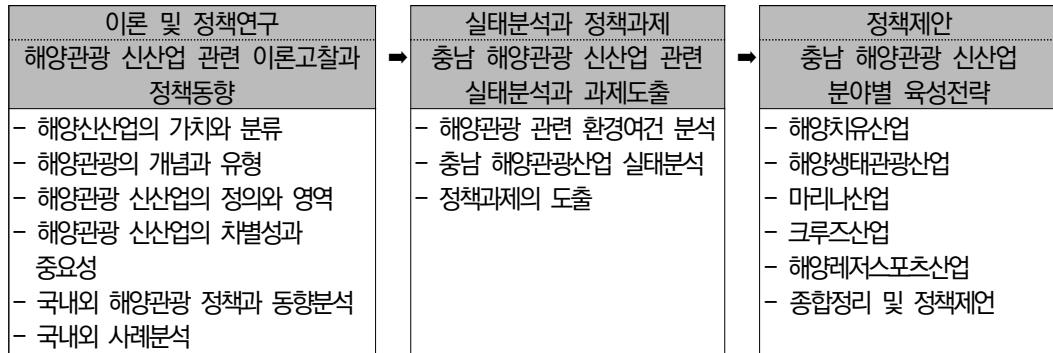 이론 및 정책연구
해양관광 신산업 관련 이론고찰과
정책동향
- 해양신산업의 가치와 분류
- 해양관광의 개념과 유형
- 해양관광 신산업의 정의와 영역
- 해양관광 신산업의 차별성과
중요성
- 국내외 해양관광 정책과 동향분석
- 국내외 사례분석
➡
실태분석과 정책과제
충남 해양관광 신산업 관련
실태분석과 과제도출
- 해양관광 관련 환경여건 분석
- 충남 해양관광산업 실태분석
- 정책과제의 도출
➡
정책제안
충남 해양관광 신산업
분야별 육성전략
- 해양치유산업
- 해양생태관광산업
- 마리나산업
- 크루즈산업
- 해양레저스포츠산업
- 종합정리 및 정책제언